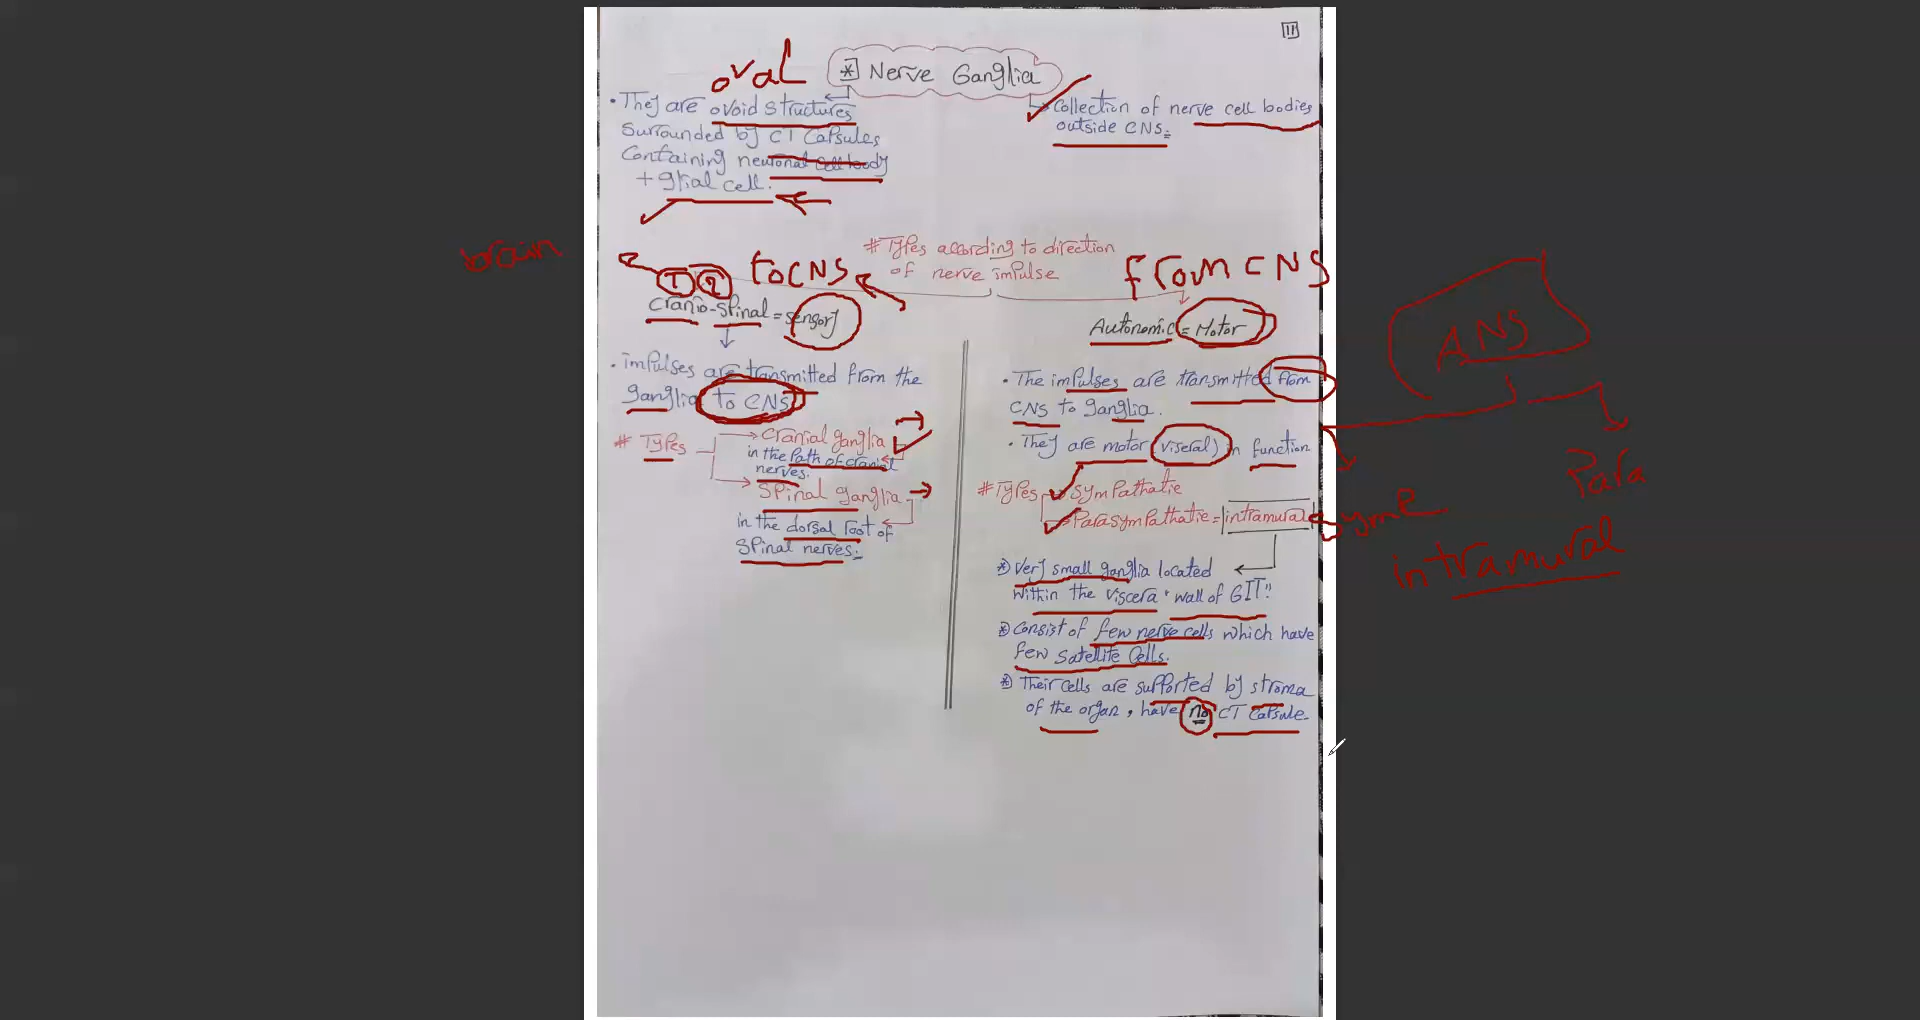 11
oval
* Nerve Ganglia
• They are ovoid structures
surrounded by CT Capsules
Containing neuronal cell body
+ glial cell.
Collection of nerve cell bodies
outside CNS.
# Types according to direction
of nerve impulse
brain
1 2
to CNS
Cranio-spinal = sensory
• impulses are transmitted from the
ganglia to CNS
# Types
Cranial ganglia
in the Path of cranial
nerves.
Spinal ganglia
in the dorsal root of
Spinal nerves.
from CNS
Autonomic = Motor
• The impulses are transmitted from
CNS to ganglia.
• They are motor (viseral) in function
# Types
Sympathatic
Parasympathatic = intramural
* Very small ganglia located
within the viscera "wall of GIT".
* Consist of few nerve cells which have
few Satellite Cells.
* Their cells are supported by stroma
of the organ, have no CT Capsule.
ANS
Para
intramural